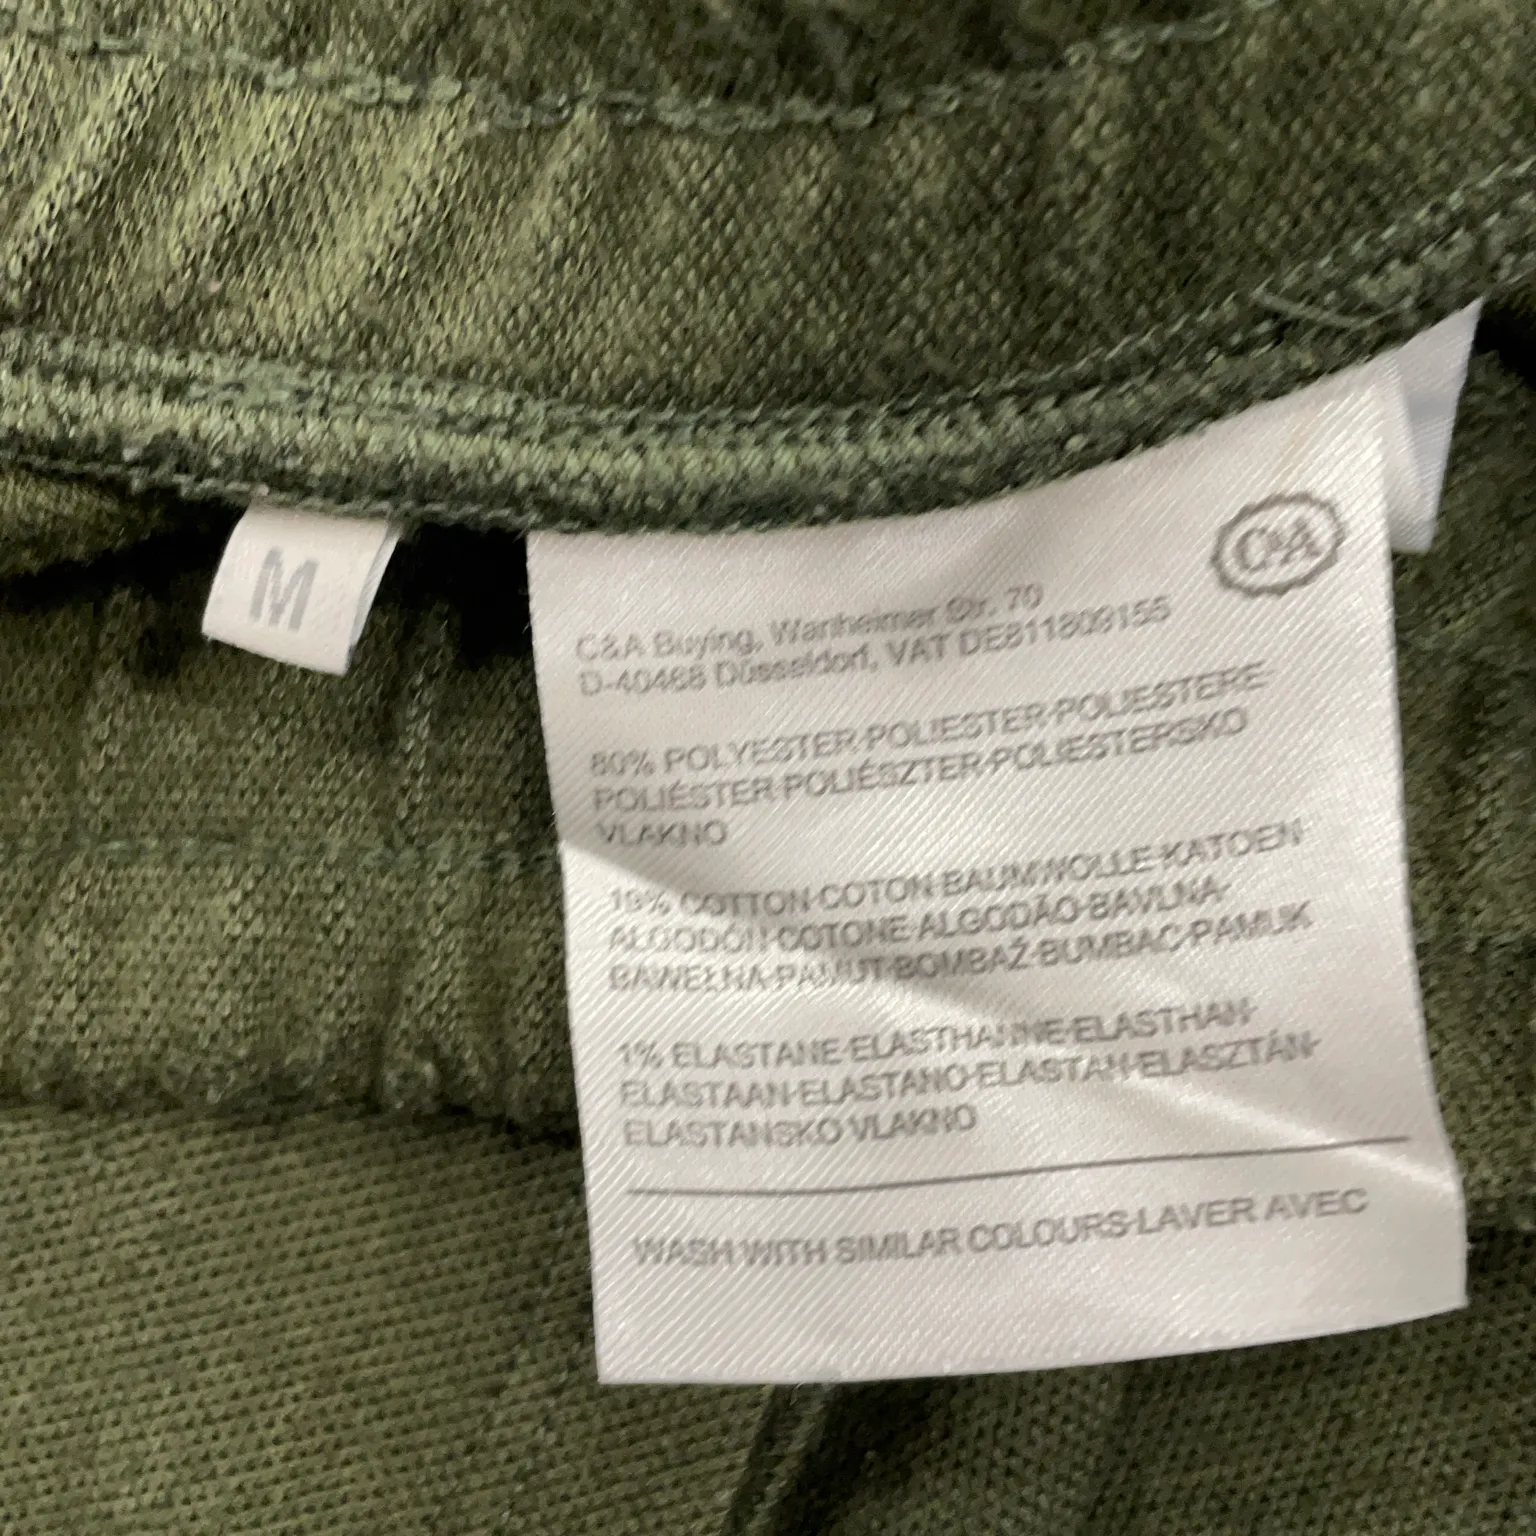 M
C&A
C&A Buying, Wanheimer Str. 70
D-40468 Düsseldorf, VAT DE811809155
80% POLYESTER·POLIESTER·POLIESTERE
POLIÉSTER·POLIÉSZTER·POLIESTERSKO
VLAKNO
19% COTTON·COTON·BAUMWOLLE·KATOEN·
ALGODÓN·COTONE·ALGODÃO·BAVLNA·
BAWEŁNA·PAMUT·BOMBAŽ·BUMBAC·PAMUK
1% ELASTANE·ELASTHANNE·ELASTHAN·
ELASTAAN·ELASTANO·ELASTAN·ELASZTÁN·
ELASTANSKO VLAKNO
WASH WITH SIMILAR COLOURS·LAVER AVEC